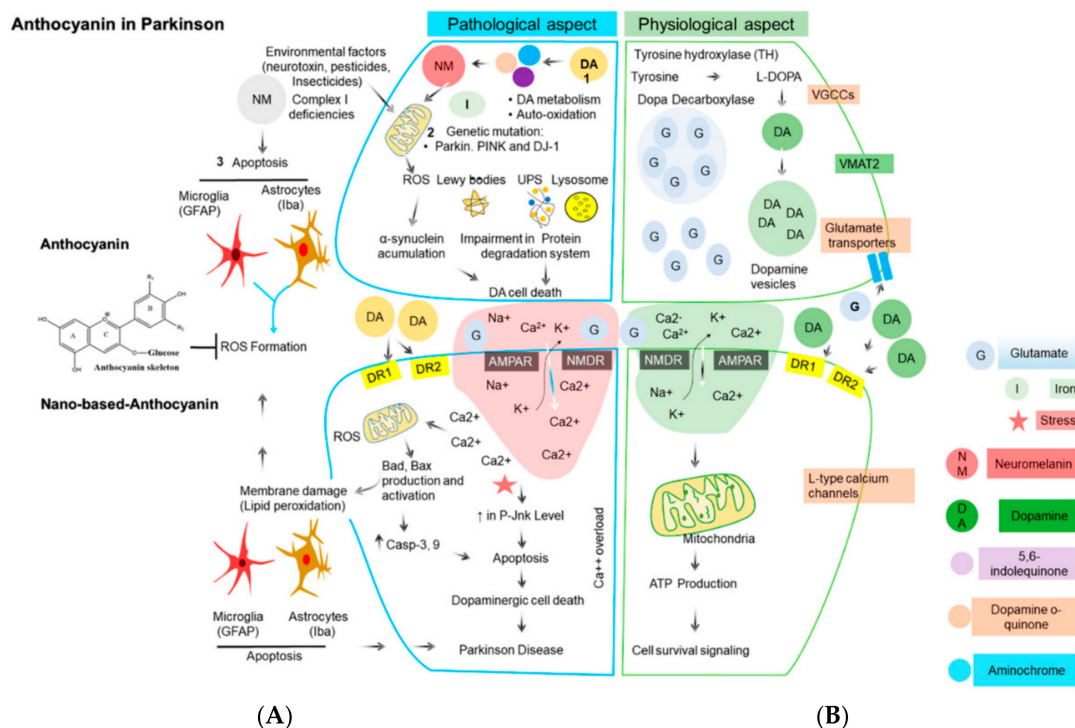 Anthocyanin in Parkinson
Pathological aspect
Physiological aspect
Environmental factors
(neurotoxin, pesticides,
Insecticides)
NM
Complex I
deficiencies
3 Apoptosis
Microglia
(GFAP)
Astrocytes
(Iba)
Anthocyanin
R1
OH
B
R2
HO
A
C
O
⊕
O—Glucose
OH
Anthocyanin skeleton
ROS Formation
Nano-based-Anthocyanin
Membrane damage
(Lipid peroxidation)
Microglia
(GFAP)
Astrocytes
(Iba)
Apoptosis
NM
DA
1
I
• DA metabolism
• Auto-oxidation
2 Genetic mutation:
• Parkin. PINK and DJ-1
ROS
Lewy bodies
UPS
Lysosome
α-synuclein
acumulation
Impairment in Protein
degradation system
DA cell death
DA
DA
G
Na+
Ca2+
K+
G
DR1
DR2
AMPAR
NMDR
Na+
K+
Ca2+
Ca2+
Ca2+
ROS
Ca2+
Ca2+
Ca2+
Bad, Bax
production and
activation
↑ Casp-3, 9
↑ in P-Jnk Level
Apoptosis
Dopaminergic cell death
Parkinson Disease
Ca++ overload
Tyrosine hydroxylase (TH)
Tyrosine
L-DOPA
Dopa Decarboxylase
VGCCs
G
G
G
G
G
G
DA
VMAT2
G
G
G
G
G
DA
DA
DA
DA
DA
Dopamine
vesicles
Glutamate
transporters
G
Ca2-
Ca2+
K+
Ca2+
DA
G
DA
DA
NMDR
AMPAR
DR1
DR2
Na+
K+
Ca2+
Ca2+
L-type calcium
channels
Mitochondria
ATP Production
Cell survival signaling
G
Glutamate
I
Iron
Stress
N
M
Neuromelanin
D
A
Dopamine
5,6-
indolequinone
Dopamine o-
quinone
Aminochrome
(A)
(B)